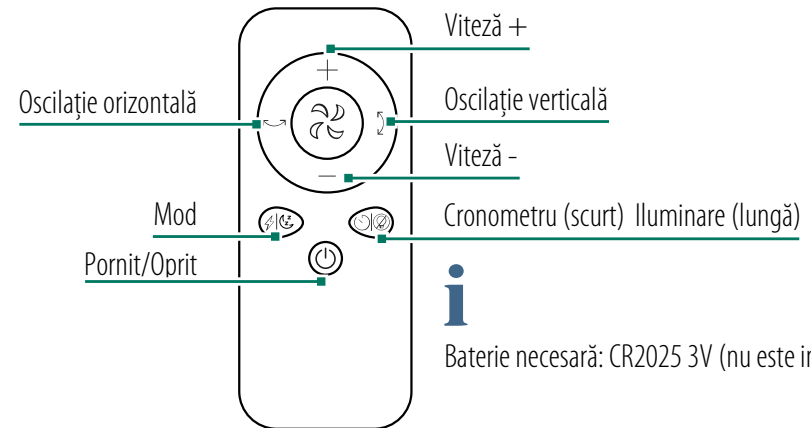 Viteză +
Oscilație orizontală
Oscilație verticală
Viteză -
Mod
Cronometru (scurt) Iluminare (lungă)
Pornit/Oprit
Baterie necesară: CR2025 3V (nu este